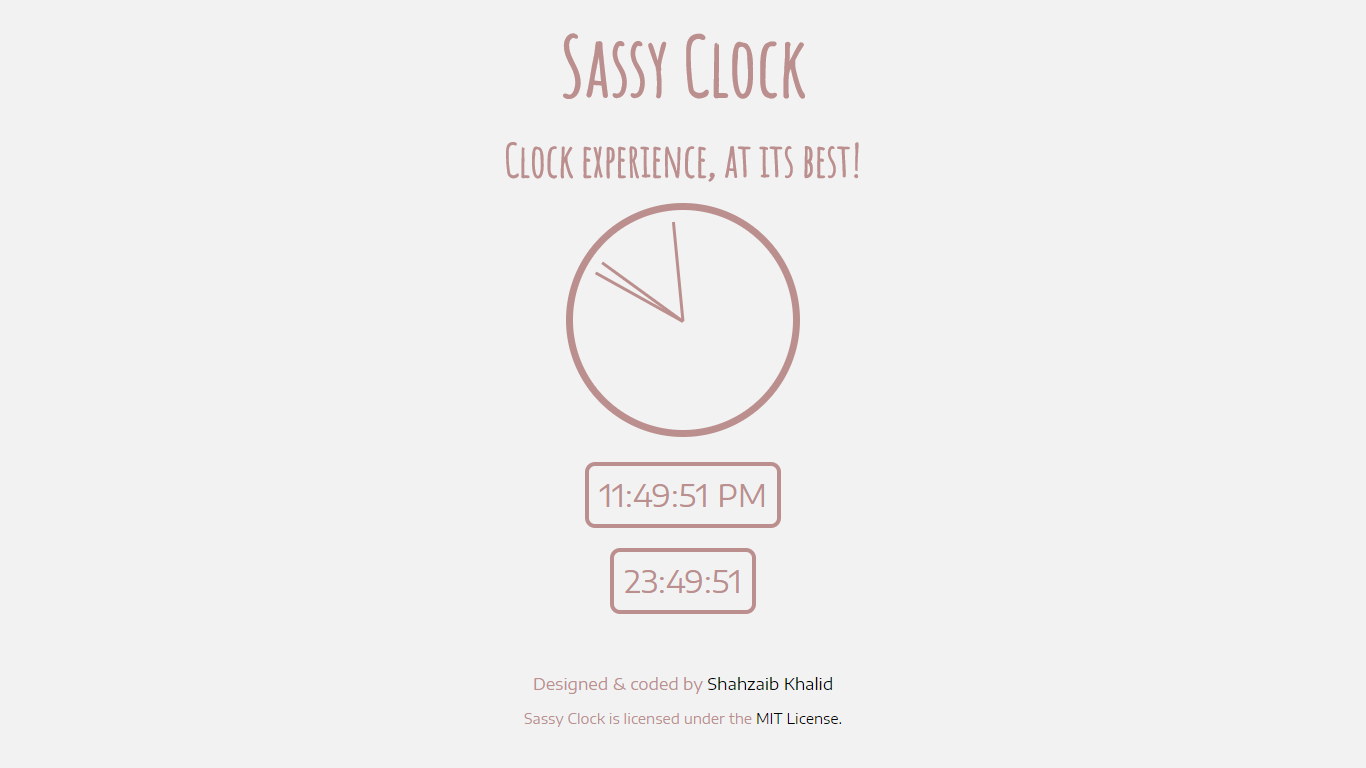 Sassy Clock
Clock experience, at its best!
11:49:51 PM
23:49:51
Designed & coded by Shahzaib Khalid
Sassy Clock is licensed under the MIT License.